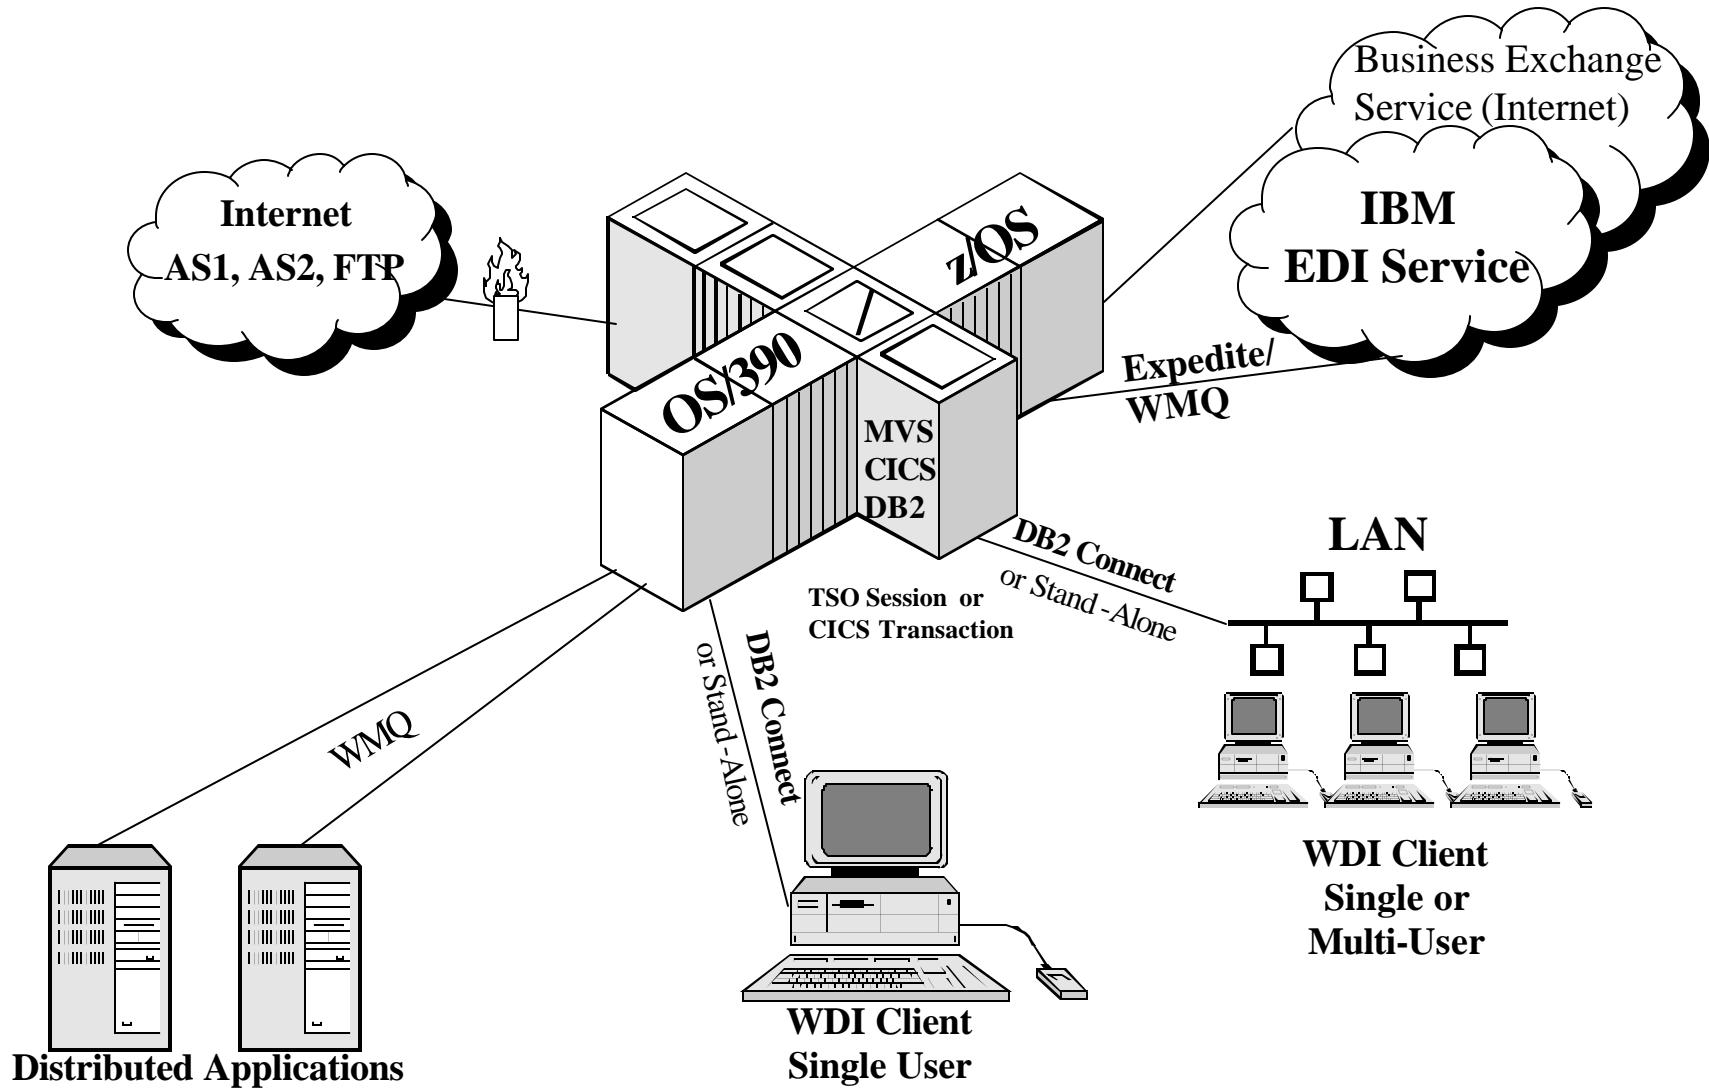 Business Exchange
Service (Internet)
IBM
EDI Service
Internet
AS1, AS2, FTP
z/OS
OS/390
Expedite/
WMQ
MVS
CICS
DB2
LAN
DB2 Connect
or Stand-Alone
TSO Session or
CICS Transaction
DB2 Connect
or Stand-Alone
WMQ
WDI Client
Single or
Multi-User
WDI Client
Single User
Distributed Applications